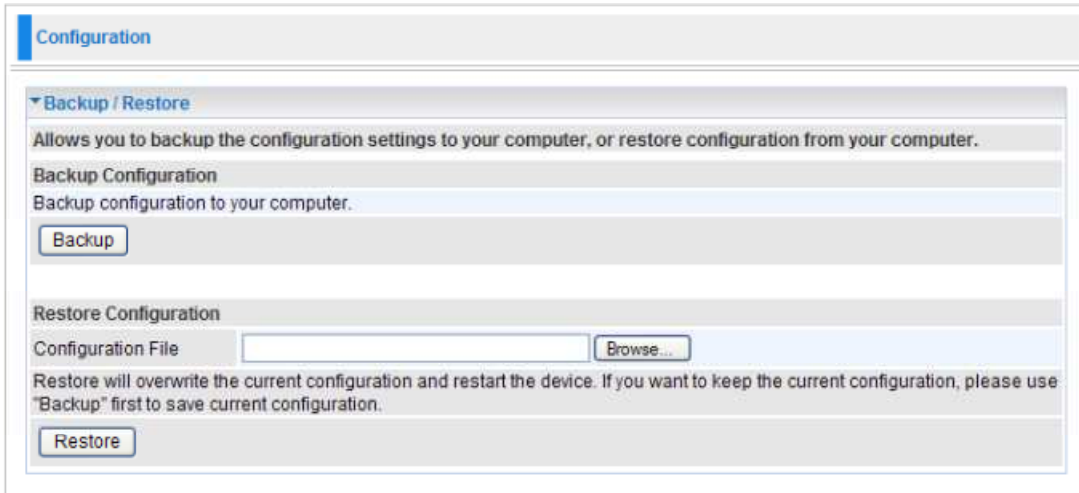 Configuration
Backup / Restore
Allows you to backup the configuration settings to your computer, or restore configuration from your computer.
Backup Configuration
Backup configuration to your computer.
Backup
Restore Configuration
Configuration File
Browse...
Restore will overwrite the current configuration and restart the device. If you want to keep the current configuration, please use
"Backup" first to save current configuration.
Restore